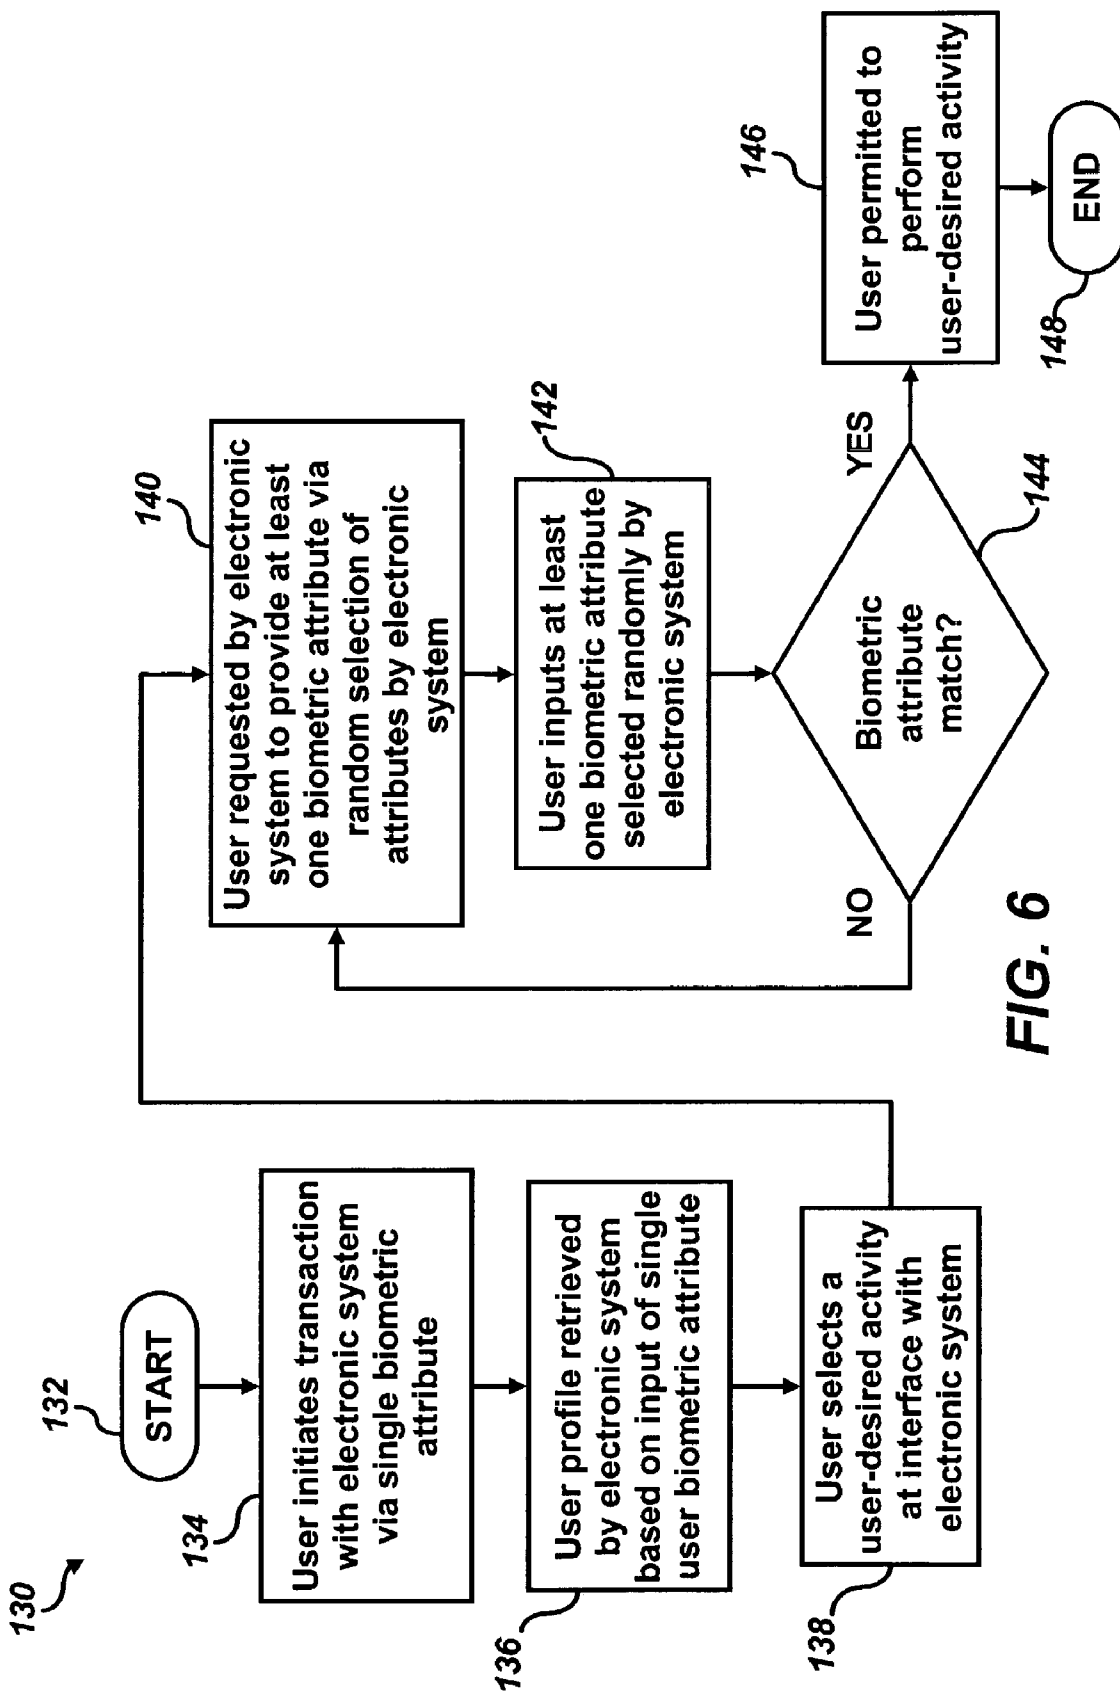 130
132
START
134
User initiates transaction
with electronic system
via single biometric
attribute
136
User profile retrieved
by electronic system
based on input of single
user biometric attribute
138
User selects a
user-desired activity
at interface with
electronic system
140
User requested by electronic
system to provide at least
one biometric attribute via
random selection of
attributes by electronic
system
142
User inputs at least
one biometric attribute
selected randomly by
electronic system
144
Biometric
attribute
match?
NO
YES
146
User permitted to
perform
user-desired activity
148
END
FIG. 6